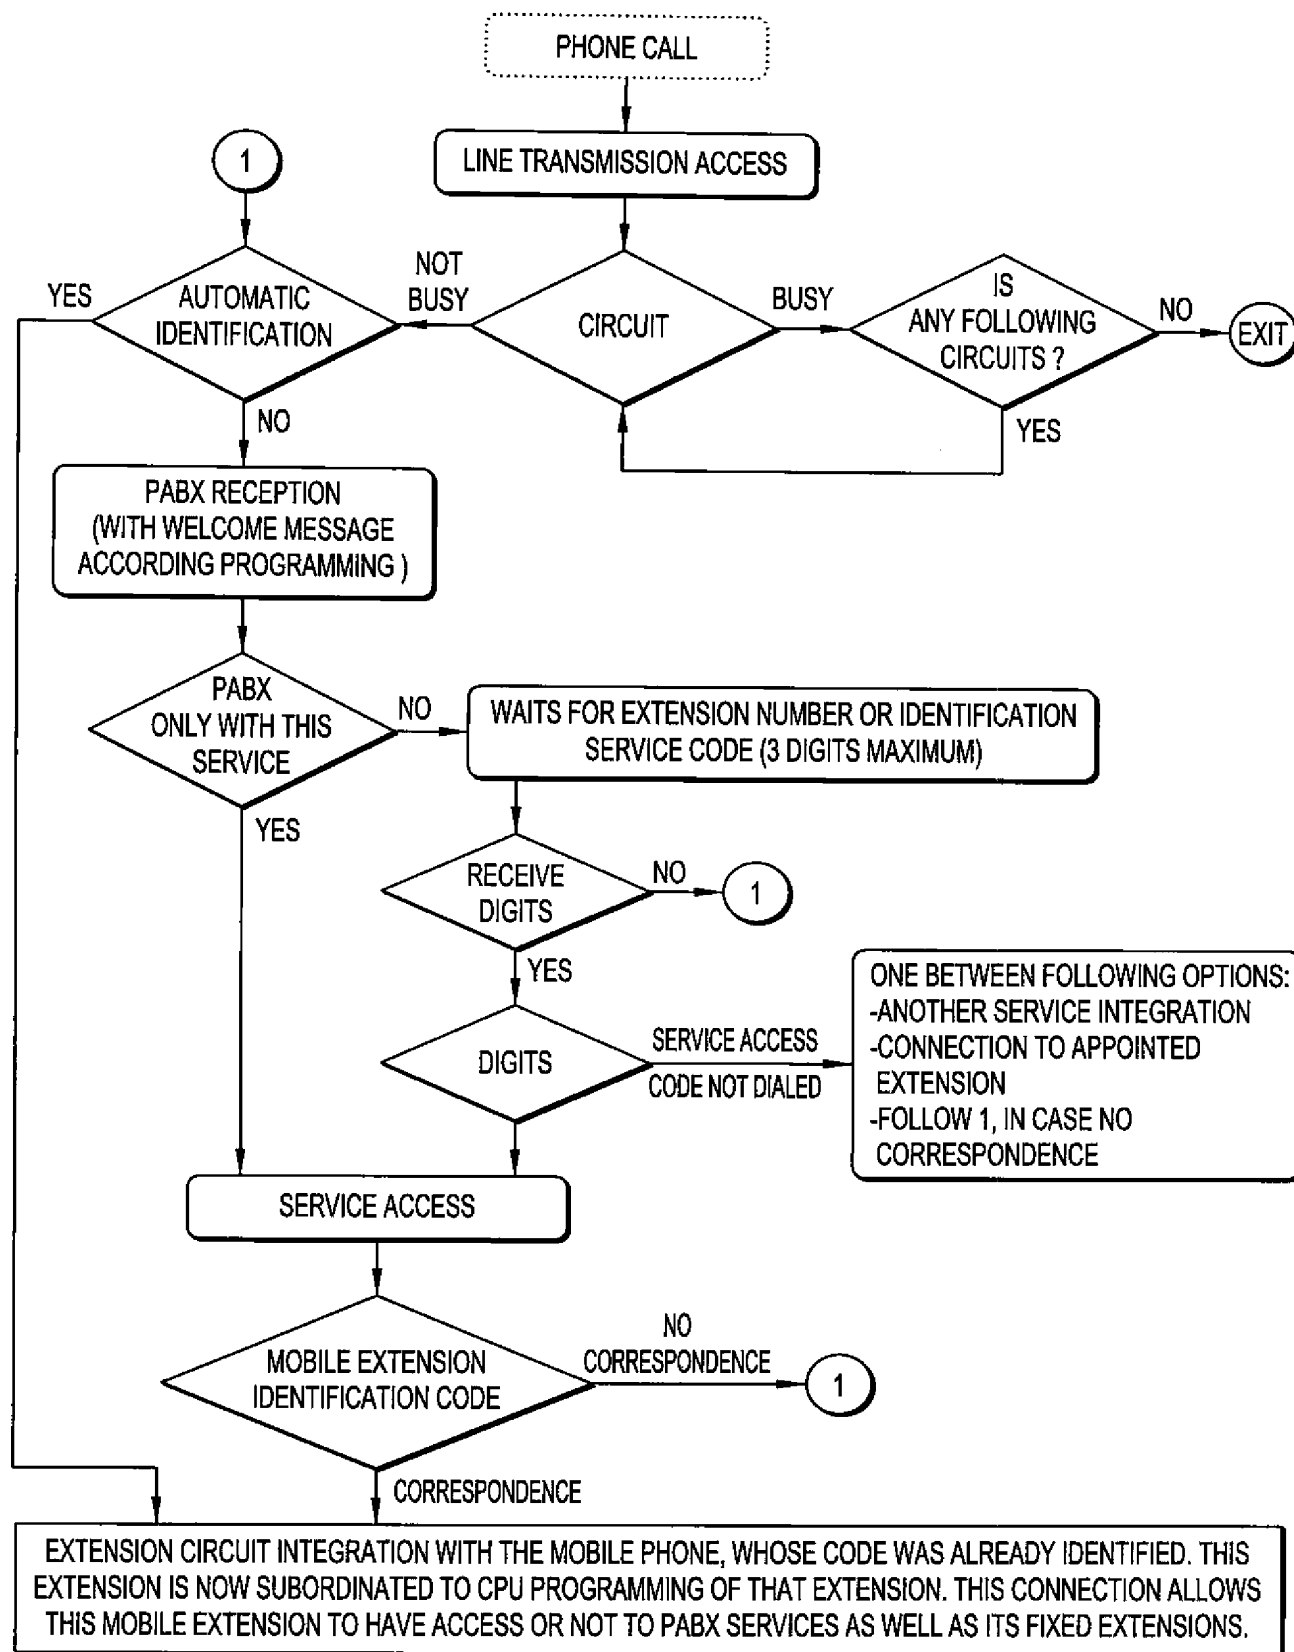 PHONE CALL
LINE TRANSMISSION ACCESS
1
YES
AUTOMATIC
IDENTIFICATION
NOT
BUSY
CIRCUIT
BUSY
IS
ANY FOLLOWING
CIRCUITS ?
NO
EXIT
YES
NO
PABX RECEPTION
(WITH WELCOME MESSAGE
ACCORDING PROGRAMMING )
PABX
ONLY WITH THIS
SERVICE
NO
WAITS FOR EXTENSION NUMBER OR IDENTIFICATION
SERVICE CODE (3 DIGITS MAXIMUM)
YES
RECEIVE
DIGITS
NO
1
YES
DIGITS
SERVICE ACCESS
CODE NOT DIALED
ONE BETWEEN FOLLOWING OPTIONS:
-ANOTHER SERVICE INTEGRATION
-CONNECTION TO APPOINTED
EXTENSION
-FOLLOW 1, IN CASE NO
CORRESPONDENCE
SERVICE ACCESS
MOBILE EXTENSION
IDENTIFICATION CODE
NO
CORRESPONDENCE
1
CORRESPONDENCE
EXTENSION CIRCUIT INTEGRATION WITH THE MOBILE PHONE, WHOSE CODE WAS ALREADY IDENTIFIED. THIS
EXTENSION IS NOW SUBORDINATED TO CPU PROGRAMMING OF THAT EXTENSION. THIS CONNECTION ALLOWS
THIS MOBILE EXTENSION TO HAVE ACCESS OR NOT TO PABX SERVICES AS WELL AS ITS FIXED EXTENSIONS.